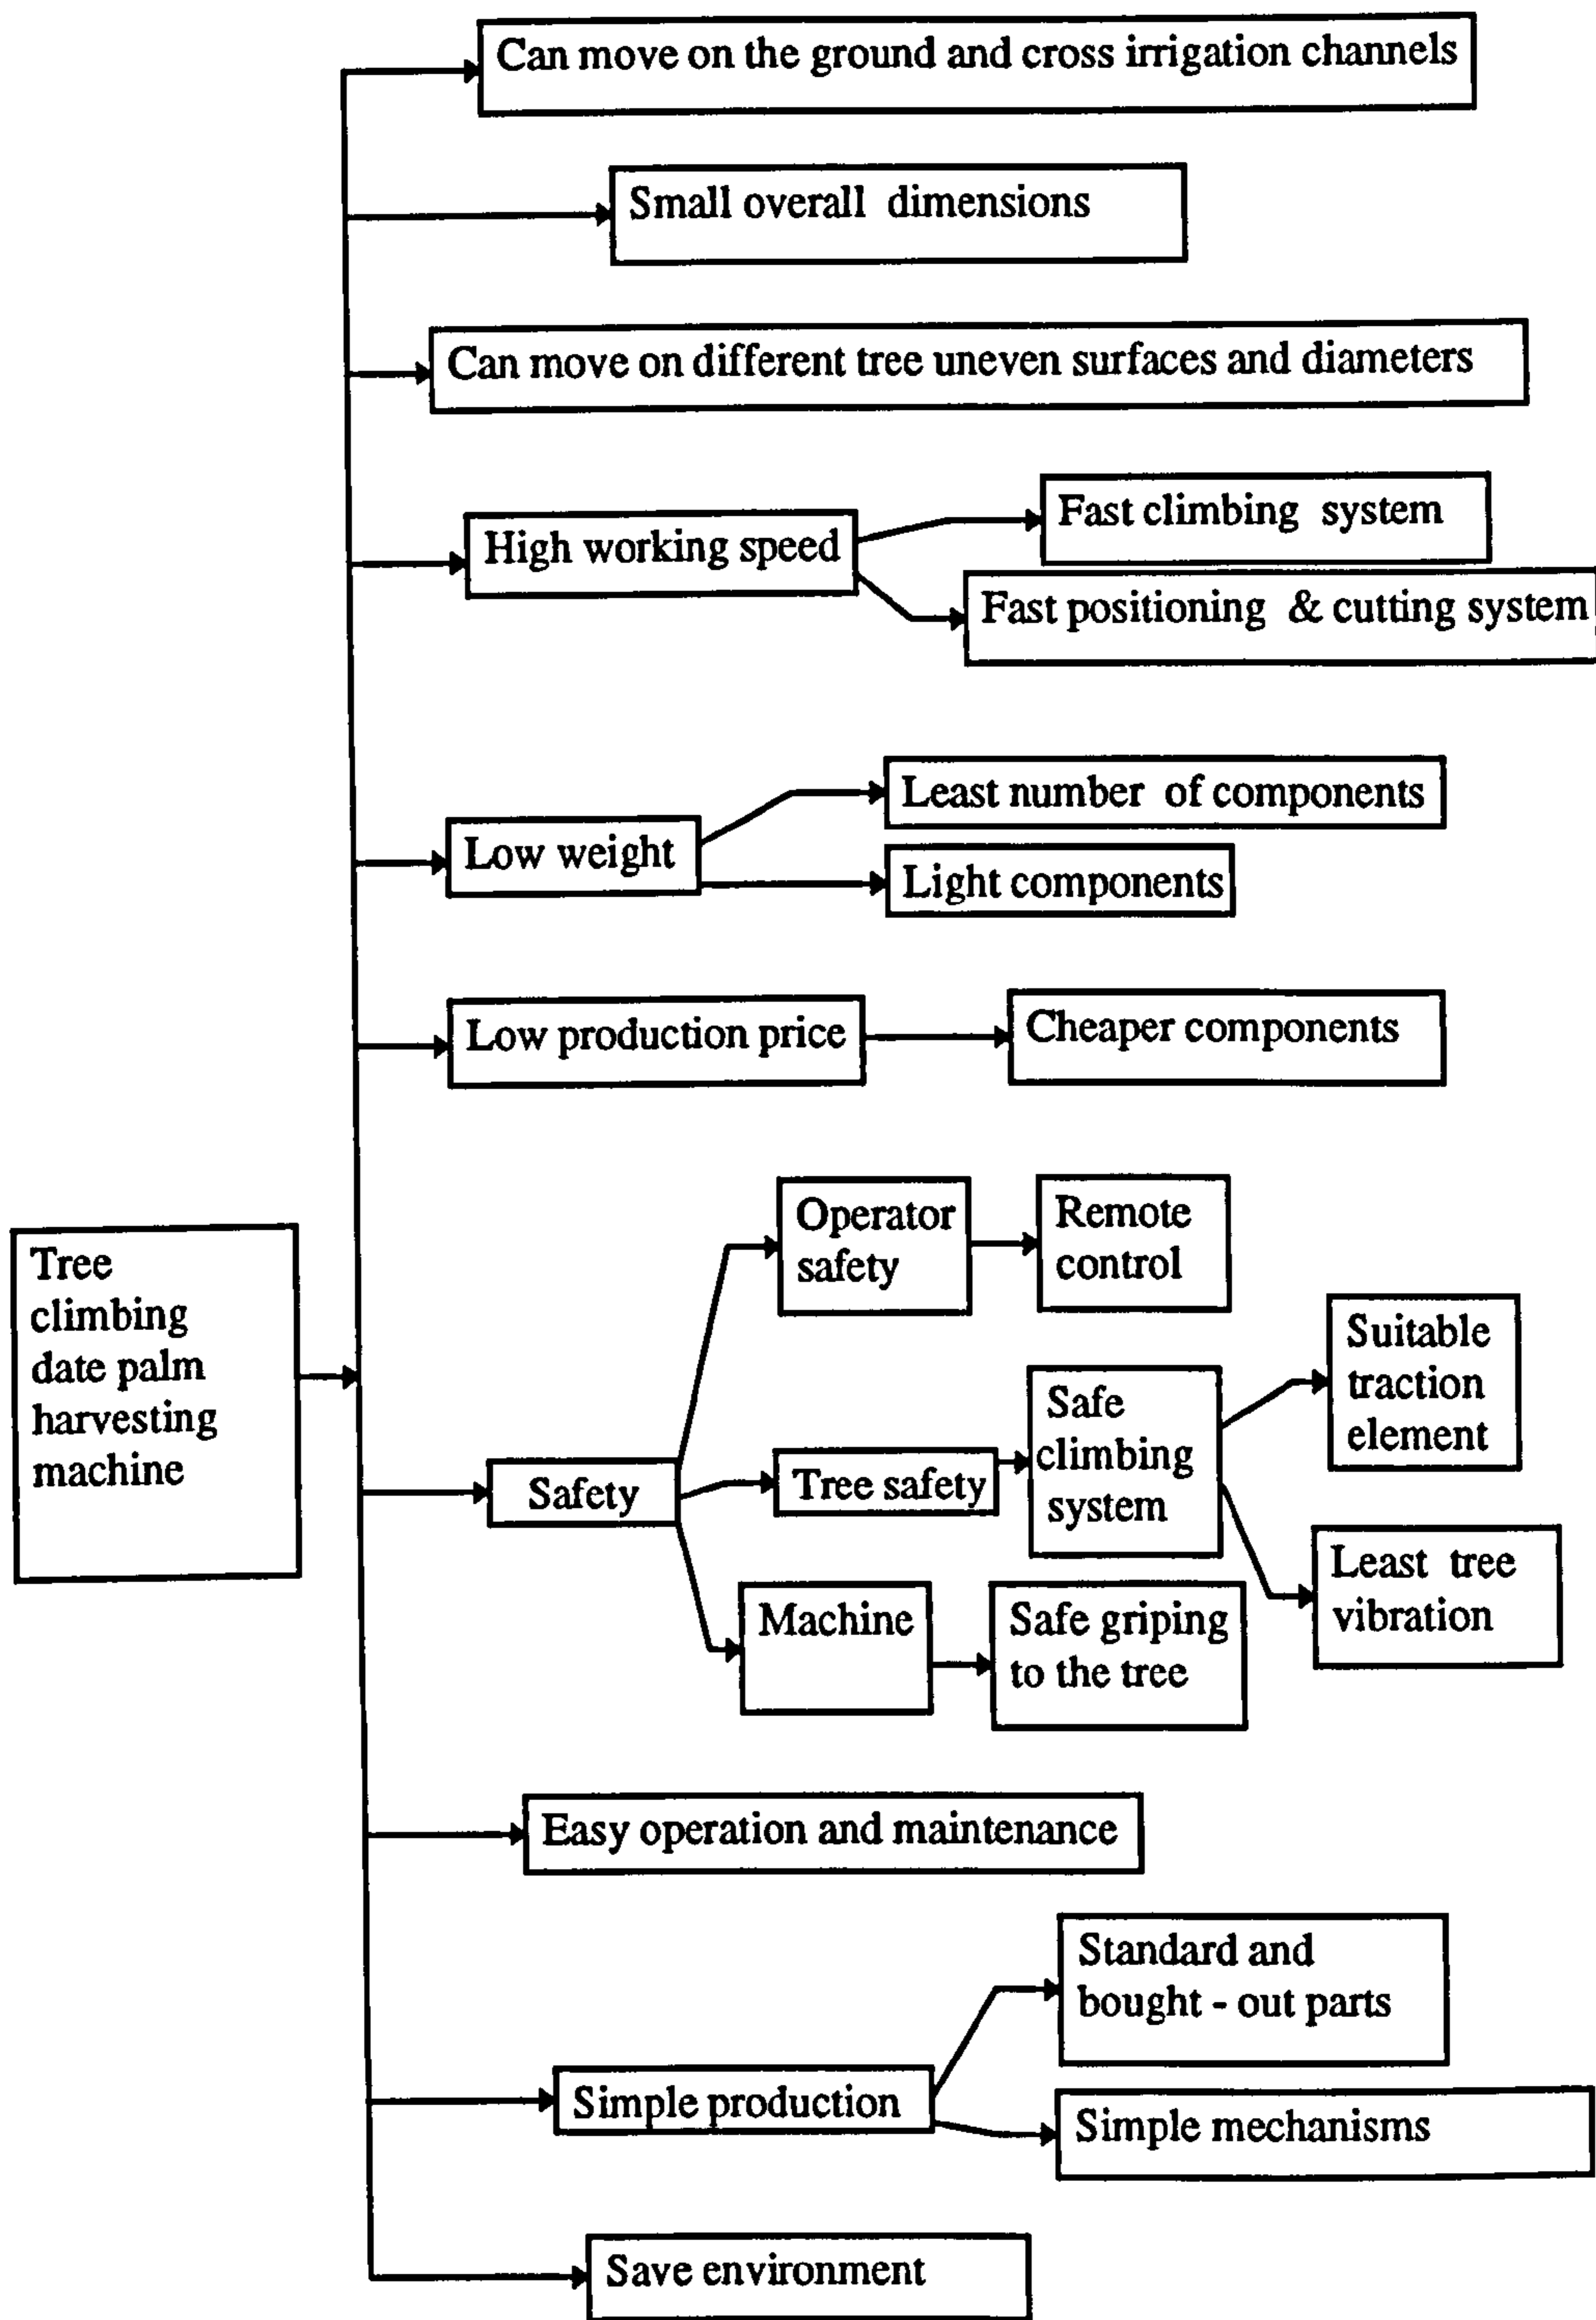 Can move on the ground and cross irrigation channels
Small overall dimensions
Can move on different tree uneven surfaces and diameters
High working speed
Fast climbing system
Fast positioning & cutting system
Low weight
Least number of components
Light components
Low production price
Cheaper components
Tree
climbing
date palm
harvesting
machine
Safety
Operator
safety
Remote
control
Tree safety
Safe
climbing
system
Suitable
traction
element
Least tree
vibration
Machine
Safe griping
to the tree
Easy operation and maintenance
Simple production
Standard and
bought - out parts
Simple mechanisms
Save environment